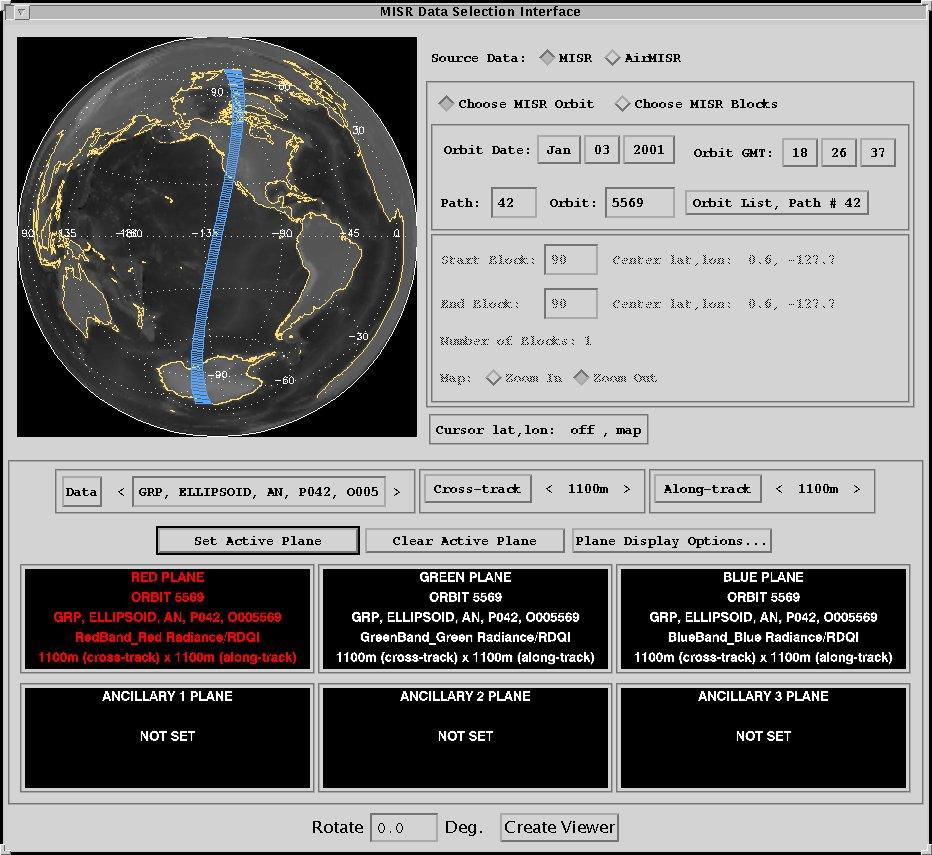 MISR Data Selection Interface
Source Data: MISR AirMISR
Choose MISR Orbit Choose MISR Blocks
Orbit Date: Jan 03 2001 Orbit GMT: 18 26 37
Path: 42 Orbit: 5569 Orbit List, Path # 42
Start Block: 90 Center lat,lon: 0.6, -127.7
End Block: 90 Center lat,lon: 0.6, -127.7
Number of Blocks: 1
Map: Zoom In Zoom Out
Cursor lat,lon: off , map
90 60
30
90 135 -180 -135 -90 -45 0
-30
-90 -60
Data < GRP, ELLIPSOID, AN, P042, O005 > Cross-track < 1100m > Along-track < 1100m >
Set Active Plane Clear Active Plane Plane Display Options...
RED PLANE
ORBIT 5569
GRP, ELLIPSOID, AN, P042, O005569
RedBand_Red Radiance/RDQI
1100m (cross-track) x 1100m (along-track)
GREEN PLANE
ORBIT 5569
GRP, ELLIPSOID, AN, P042, O005569
GreenBand_Green Radiance/RDQI
1100m (cross-track) x 1100m (along-track)
BLUE PLANE
ORBIT 5569
GRP, ELLIPSOID, AN, P042, O005569
BlueBand_Blue Radiance/RDQI
1100m (cross-track) x 1100m (along-track)
ANCILLARY 1 PLANE
NOT SET
ANCILLARY 2 PLANE
NOT SET
ANCILLARY 3 PLANE
NOT SET
Rotate 0.0 Deg. Create Viewer